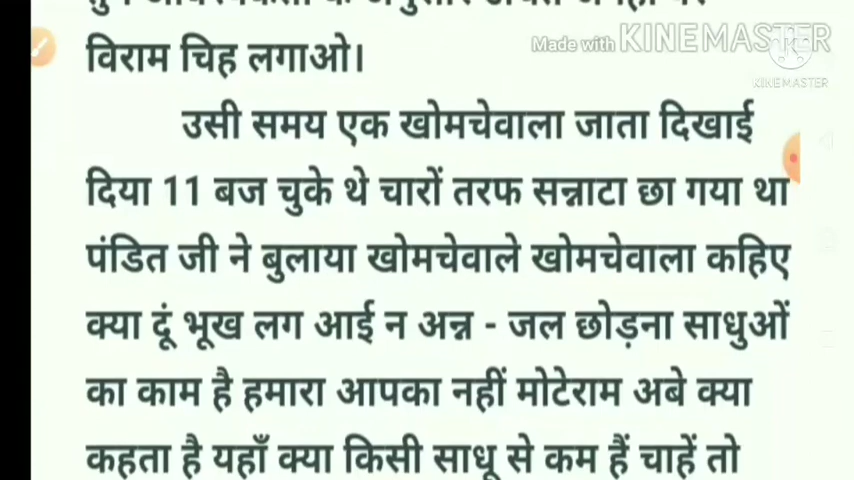 विराम चिह लगाओ।
Made with KINEMASTER
KINEMASTER
उसी समय एक खोमचेवाला जाता दिखाई
दिया 11 बज चुके थे चारों तरफ सन्नाटा छा गया था
पंडित जी ने बुलाया खोमचेवाले खोमचेवाला कहिए
क्या दूं भूख लग आई न अन्न - जल छोड़ना साधुओं
का काम है हमारा आपका नहीं मोटेराम अबे क्या
कहता है यहाँ क्या किसी साधू से कम हैं चाहें तो